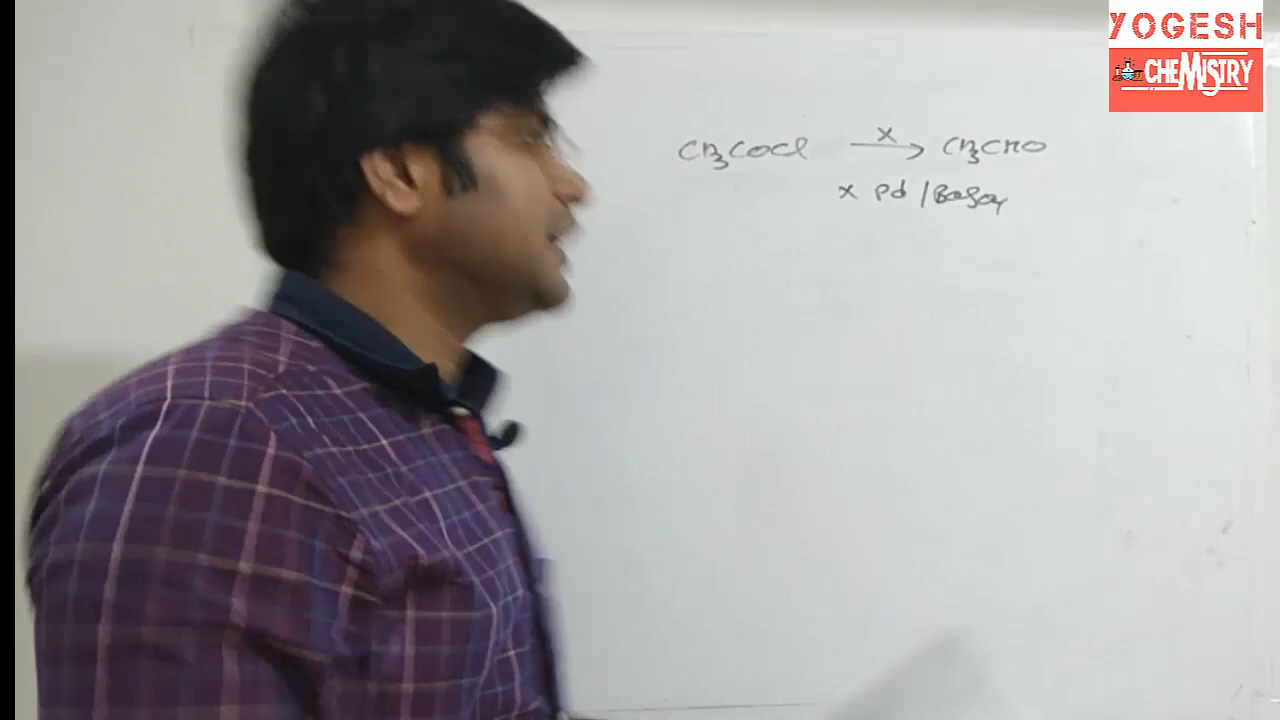 YOGESH
CHEMISTRY
CH3COCl —x→ CH3CHO
x Pd / BaSO4